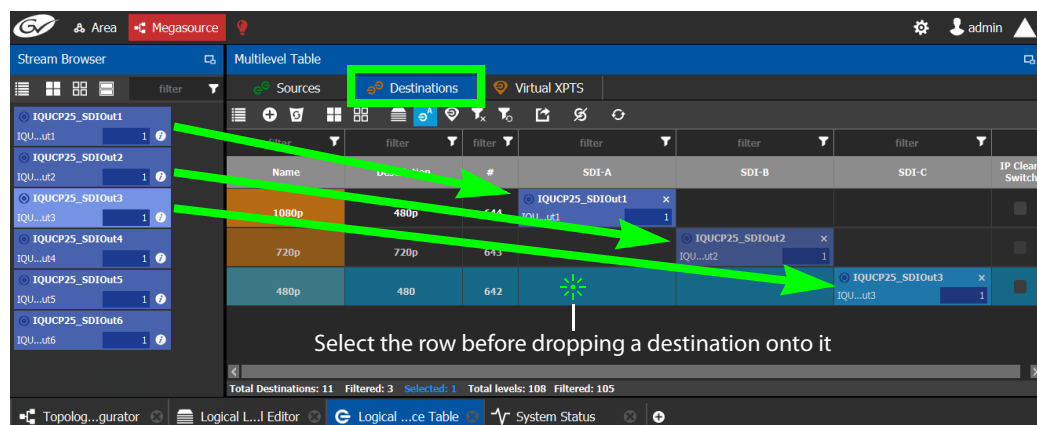 GV Area Megasource admin
Stream Browser
Multilevel Table
Sources Destinations Virtual XPTS
filter
filter filter filter filter filter filter
Name # SDI-A SDI-B SDI-C IP Clean Switch
IQUCP25_SDIOut1
IQU...ut1 1
IQUCP25_SDIOut2
IQU...ut2 1
IQUCP25_SDIOut3
IQU...ut3 1
IQUCP25_SDIOut4
IQU...ut4 1
IQUCP25_SDIOut5
IQU...ut5 1
IQUCP25_SDIOut6
IQU...ut6 1
1080p 480p 644 IQUCP25_SDIOut1 x
IQU...ut1 1
720p 720p 643 IQUCP25_SDIOut2 x
IQU...ut2 1
480p 480 642 IQUCP25_SDIOut3 x
IQU...ut3 1
Select the row before dropping a destination onto it
Total Destinations: 11 Filtered: 3 Selected: 1 Total levels: 108 Filtered: 105
Topolog...gurator Logical L...l Editor Logical ...ce Table System Status